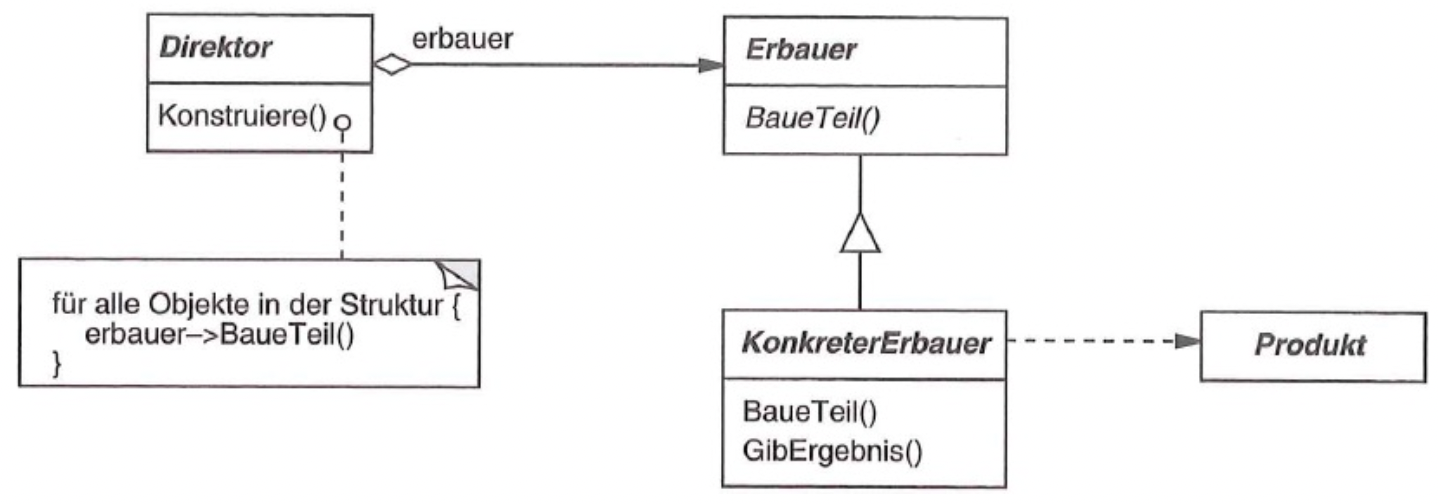 Direktor
Konstruiere()
erbauer
Erbauer
BaueTeil()
für alle Objekte in der Struktur {
erbauer–>BaueTeil()
}
KonkreterErbauer
BaueTeil()
GibErgebnis()
Produkt